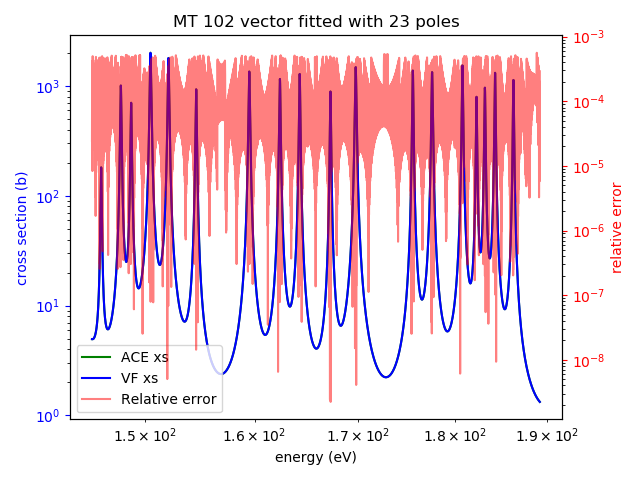 MT 102 vector fitted with 23 poles
10³
10²
10¹
10⁰
cross section (b)
10⁻³
10⁻⁴
10⁻⁵
10⁻⁶
10⁻⁷
10⁻⁸
relative error
ACE xs
VF xs
Relative error
1.5 × 10² 1.6 × 10² 1.7 × 10² 1.8 × 10² 1.9 × 10²
energy (eV)